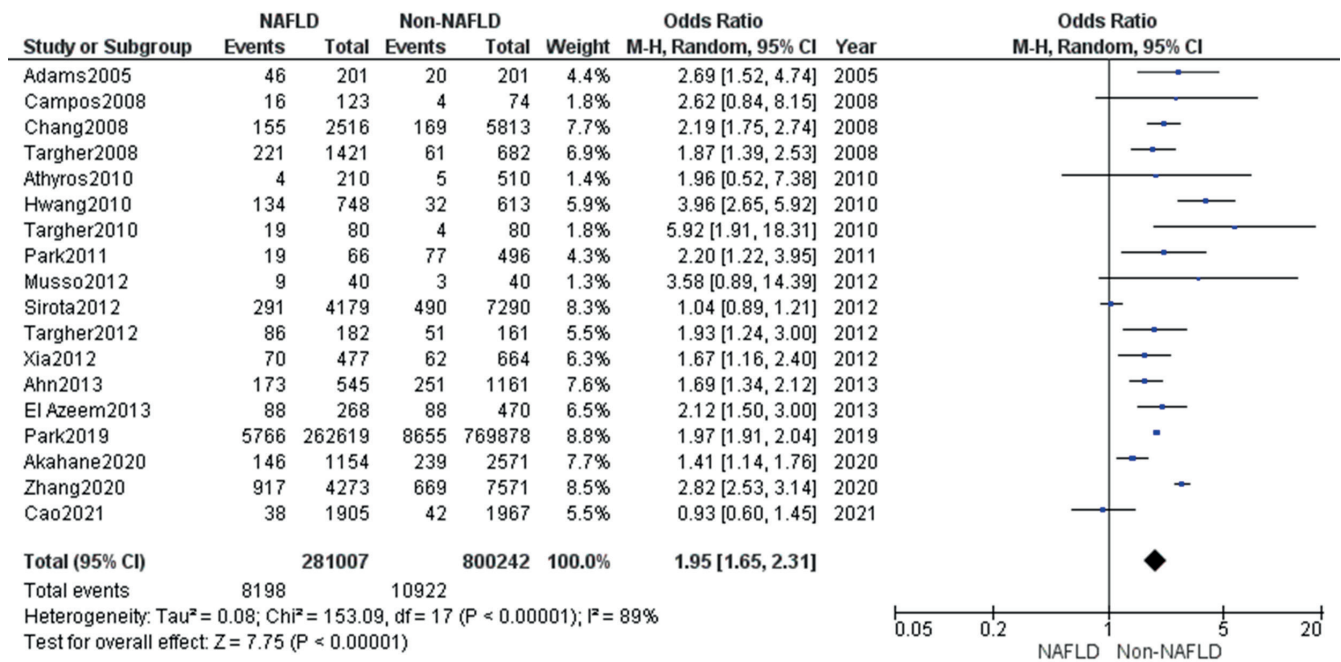 NAFLD Non-NAFLD Odds Ratio Odds Ratio
Study or Subgroup Events Total Events Total Weight M-H, Random, 95% CI Year M-H, Random, 95% CI
Adams2005 46 201 20 201 4.4% 2.69 [1.52, 4.74] 2005
Campos2008 16 123 4 74 1.8% 2.62 [0.84, 8.15] 2008
Chang2008 155 2516 169 5813 7.7% 2.19 [1.75, 2.74] 2008
Targher2008 221 1421 61 682 6.9% 1.87 [1.39, 2.53] 2008
Athyros2010 4 210 5 510 1.4% 1.96 [0.52, 7.38] 2010
Hwang2010 134 748 32 613 5.9% 3.96 [2.65, 5.92] 2010
Targher2010 19 80 4 80 1.8% 5.92 [1.91, 18.31] 2010
Park2011 19 66 77 496 4.3% 2.20 [1.22, 3.95] 2011
Musso2012 9 40 3 40 1.3% 3.58 [0.89, 14.39] 2012
Sirota2012 291 4179 490 7290 8.3% 1.04 [0.89, 1.21] 2012
Targher2012 86 182 51 161 5.5% 1.93 [1.24, 3.00] 2012
Xia2012 70 477 62 664 6.3% 1.67 [1.16, 2.40] 2012
Ahn2013 173 545 251 1161 7.6% 1.69 [1.34, 2.12] 2013
El Azeem2013 88 268 88 470 6.5% 2.12 [1.50, 3.00] 2013
Park2019 5766 262619 8655 769878 8.8% 1.97 [1.91, 2.04] 2019
Akahane2020 146 1154 239 2571 7.7% 1.41 [1.14, 1.76] 2020
Zhang2020 917 4273 669 7571 8.5% 2.82 [2.53, 3.14] 2020
Cao2021 38 1905 42 1967 5.5% 0.93 [0.60, 1.45] 2021
Total (95% CI) 281007 800242 100.0% 1.95 [1.65, 2.31]
Total events 8198 10922
Heterogeneity: Tau² = 0.08; Chi² = 153.09, df = 17 (P < 0.00001); I² = 89%
Test for overall effect: Z = 7.75 (P < 0.00001)
0.05 0.2 1 5 20
NAFLD Non-NAFLD